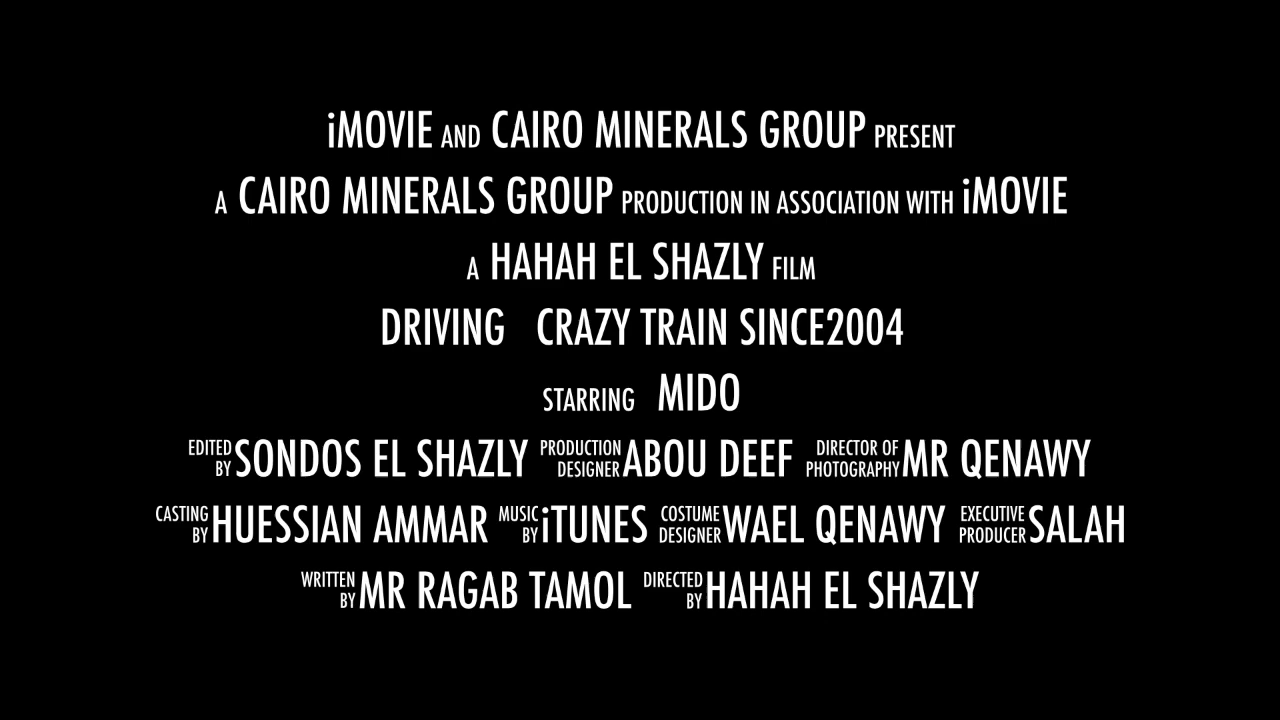 iMOVIE AND CAIRO MINERALS GROUP PRESENT
A CAIRO MINERALS GROUP PRODUCTION IN ASSOCIATION WITH iMOVIE
A HAHAH EL SHAZLY FILM
DRIVING CRAZY TRAIN SINCE2004
STARRING MIDO
EDITED BY SONDOS EL SHAZLY PRODUCTION DESIGNER ABOU DEEF DIRECTOR OF PHOTOGRAPHY MR QENAWY
CASTING BY HUESSIAN AMMAR MUSIC BY iTUNES COSTUME DESIGNER WAEL QENAWY EXECUTIVE PRODUCER SALAH
WRITTEN BY MR RAGAB TAMOL DIRECTED BY HAHAH EL SHAZLY